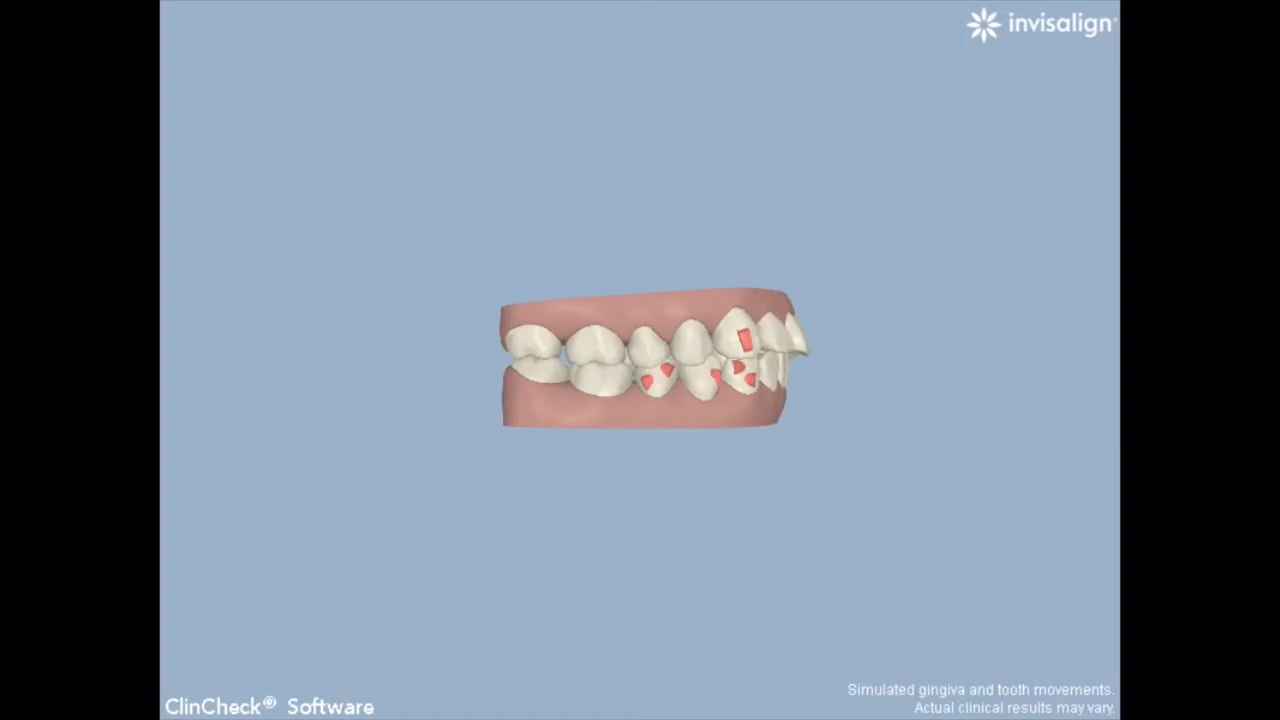 invisalign
Simulated gingiva and tooth movements.
ClinCheck® Software
Actual clinical results may vary.